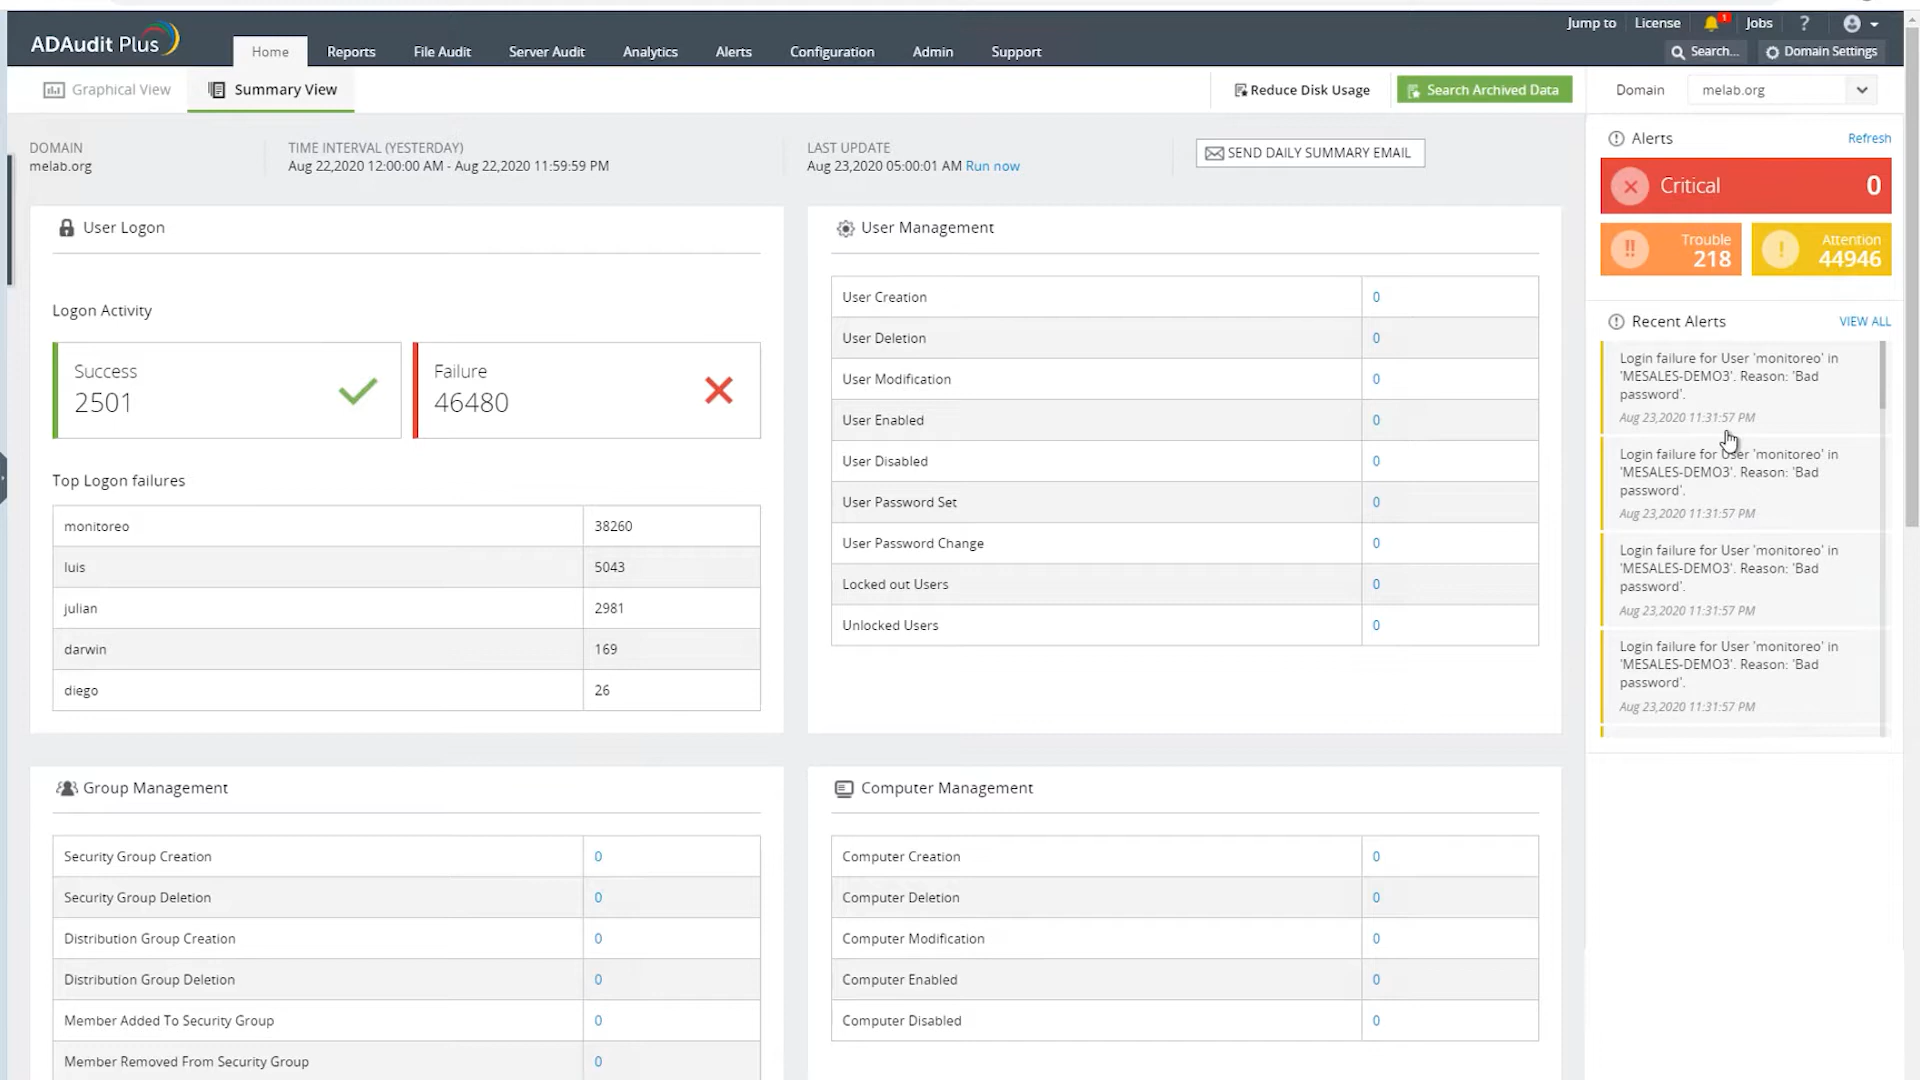 Jump to License 1 Jobs ?
ADAudit Plus Home Reports File Audit Server Audit Analytics Alerts Configuration Admin Support
Search... Domain Settings
Graphical View Summary View Reduce Disk Usage Search Archived Data Domain melab.org
DOMAIN
melab.org
TIME INTERVAL (YESTERDAY)
Aug 22,2020 12:00:00 AM - Aug 22,2020 11:59:59 PM
LAST UPDATE
Aug 23,2020 05:00:01 AM Run now
SEND DAILY SUMMARY EMAIL
User Logon
Logon Activity
Success
2501
Failure
46480
Top Logon failures
monitoreo 38260
luis 5043
julian 2981
darwin 169
diego 26
User Management
User Creation 0
User Deletion 0
User Modification 0
User Enabled 0
User Disabled 0
User Password Set 0
User Password Change 0
Locked out Users 0
Unlocked Users 0
Group Management
Security Group Creation 0
Security Group Deletion 0
Distribution Group Creation 0
Distribution Group Deletion 0
Member Added To Security Group 0
Member Removed From Security Group 0
Computer Management
Computer Creation 0
Computer Deletion 0
Computer Modification 0
Computer Enabled 0
Computer Disabled 0
Alerts Refresh
Critical 0
Trouble
218
Attention
44946
Recent Alerts VIEW ALL
Login failure for User 'monitoreo' in
'MESALES-DEMO3'. Reason: 'Bad
password'.
Aug 23,2020 11:31:57 PM
Login failure for User 'monitoreo' in
'MESALES-DEMO3'. Reason: 'Bad
password'.
Aug 23,2020 11:31:57 PM
Login failure for User 'monitoreo' in
'MESALES-DEMO3'. Reason: 'Bad
password'.
Aug 23,2020 11:31:57 PM
Login failure for User 'monitoreo' in
'MESALES-DEMO3'. Reason: 'Bad
password'.
Aug 23,2020 11:31:57 PM